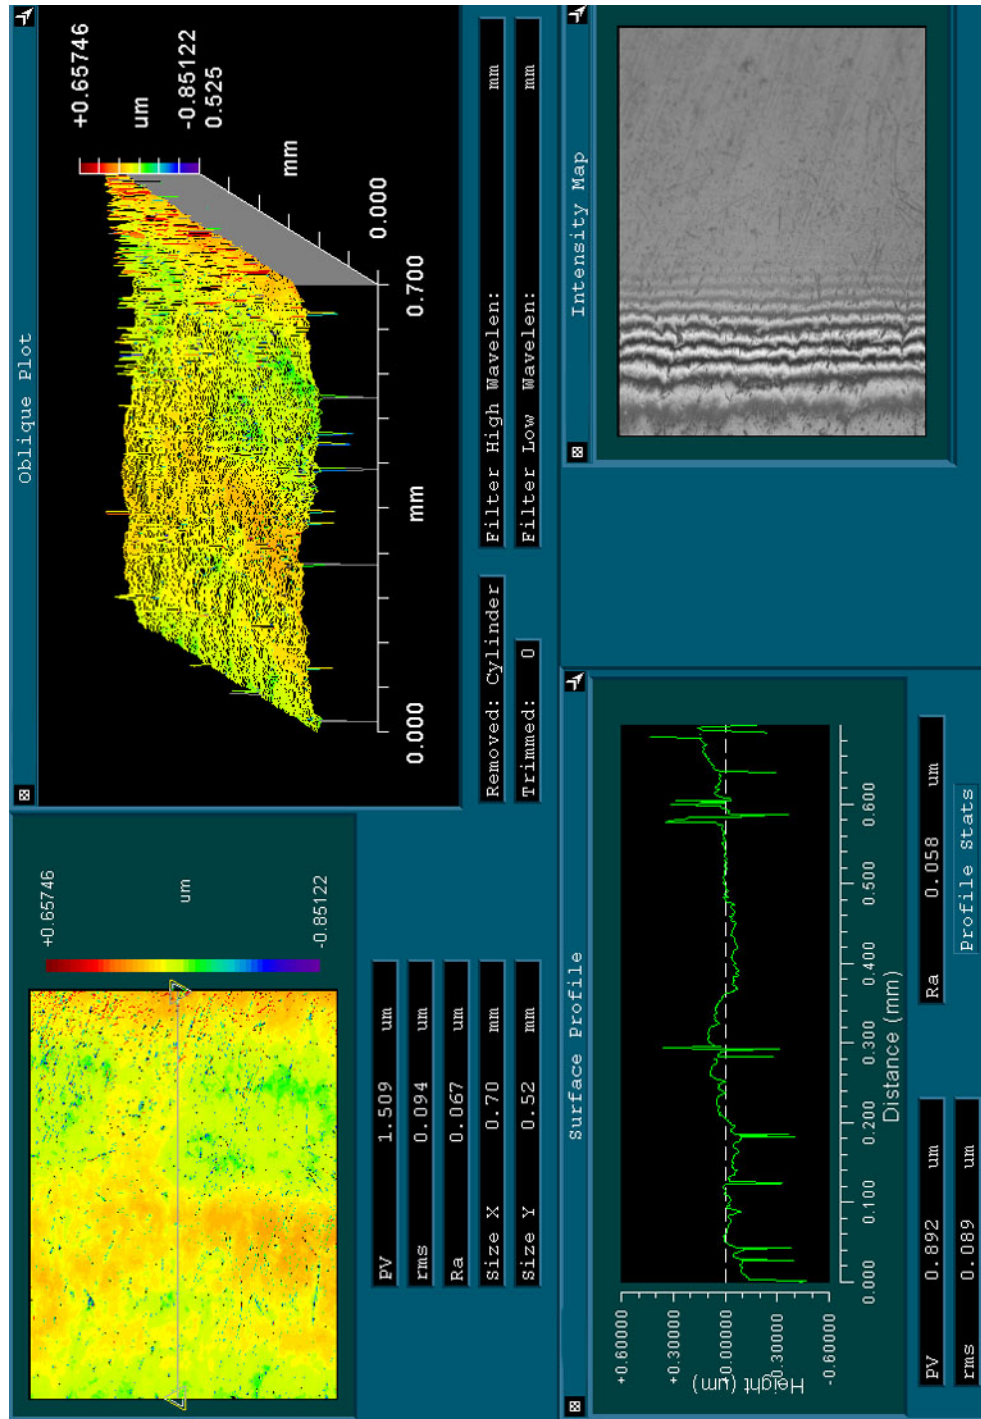 +0.65746
um
-0.85122
PV 1.509 um
rms 0.094 um
Ra 0.067 um
Size X 0.70 mm
Size Y 0.52 mm
Oblique Plot
+0.65746
um
-0.85122
0.525
mm
0.000
0.700
mm
0.000
Removed: Cylinder
Trimmed: 0
Filter High Wavelen: mm
Filter Low Wavelen: mm
Surface Profile
+0.60000
+0.30000
+0.00000
-0.30000
-0.60000
Height (µm)
0.000 0.100 0.200 0.300 0.400 0.500 0.600
Distance (mm)
PV 0.892 um
rms 0.089 um
Ra 0.058 um
Profile Stats
Intensity Map